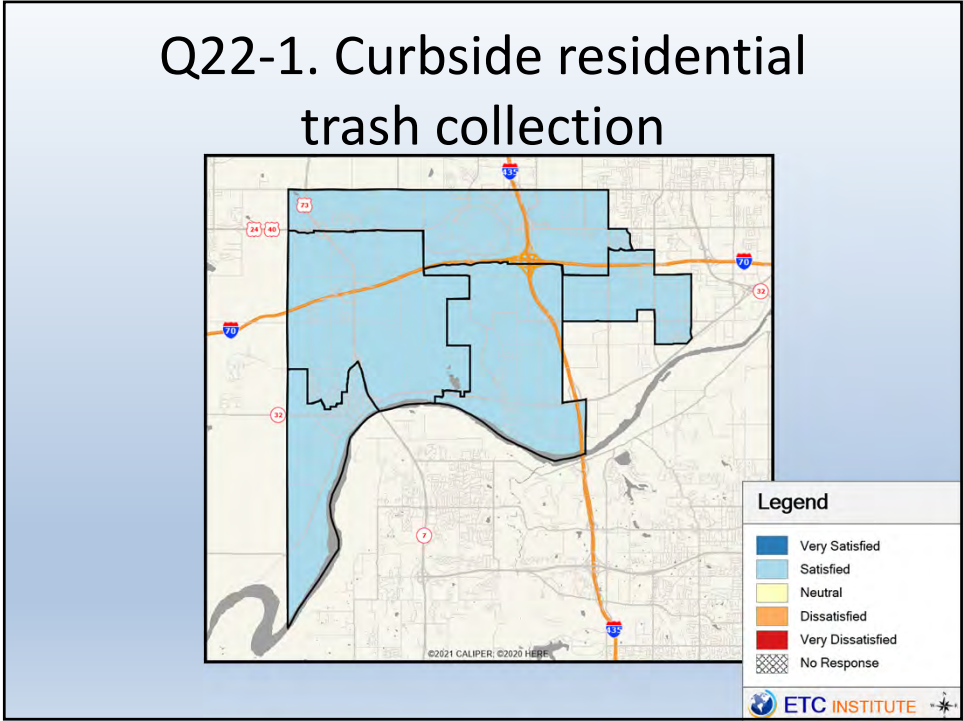 Q22-1. Curbside residential
trash collection
435
73
24 40
70
32
70
32
7
435
©2021 CALIPER; ©2020 HERE
Legend
Very Satisfied
Satisfied
Neutral
Dissatisfied
Very Dissatisfied
No Response
ETC INSTITUTE